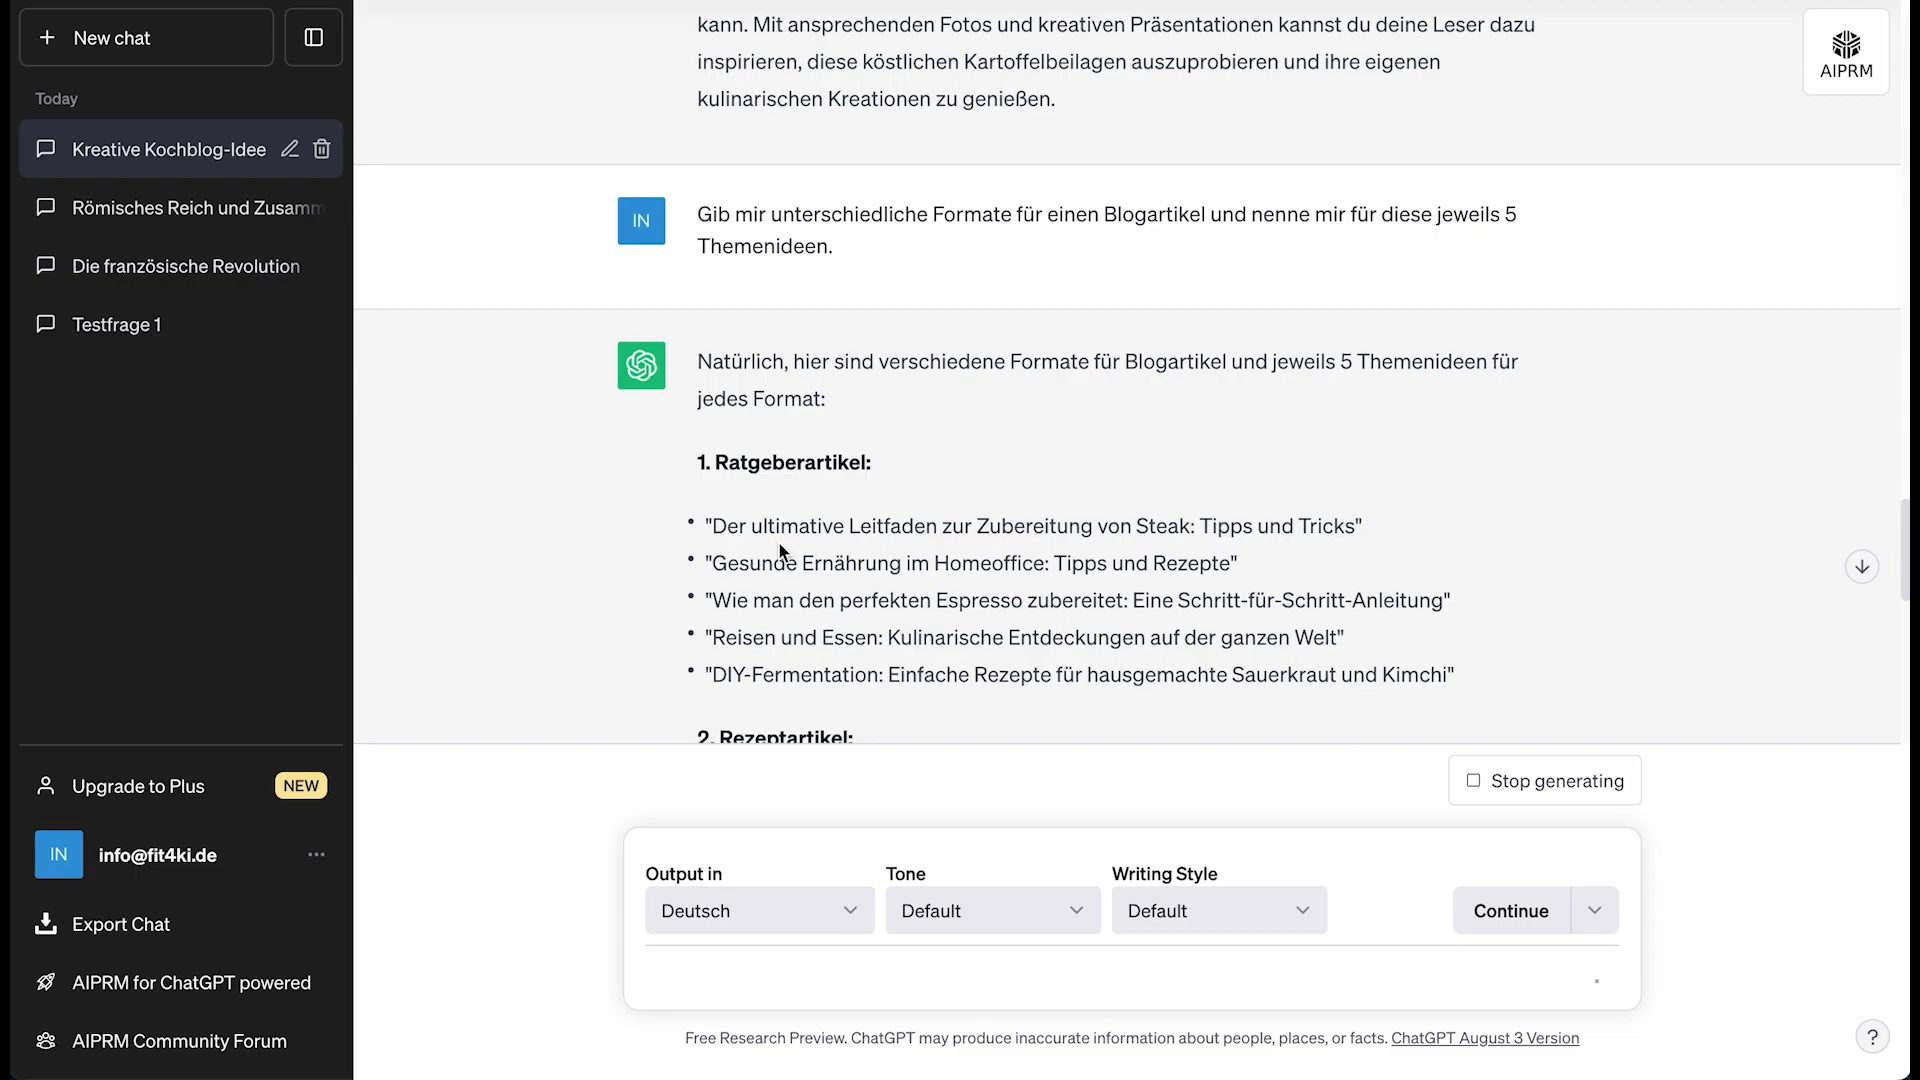 New chat
Today
Kreative Kochblog-Idee
Römisches Reich und Zusamm
Die französische Revolution
Testfrage 1
Upgrade to Plus NEW
IN info@fit4ki.de
Export Chat
AIPRM for ChatGPT powered
AIPRM Community Forum
kann. Mit ansprechenden Fotos und kreativen Präsentationen kannst du deine Leser dazu
inspirieren, diese köstlichen Kartoffelbeilagen auszuprobieren und ihre eigenen
kulinarischen Kreationen zu genießen.
AIPRM
IN
Gib mir unterschiedliche Formate für einen Blogartikel und nenne mir für diese jeweils 5
Themenideen.
Natürlich, hier sind verschiedene Formate für Blogartikel und jeweils 5 Themenideen für
jedes Format:
1. Ratgeberartikel:
• "Der ultimative Leitfaden zur Zubereitung von Steak: Tipps und Tricks"
• "Gesunde Ernährung im Homeoffice: Tipps und Rezepte"
• "Wie man den perfekten Espresso zubereitet: Eine Schritt-für-Schritt-Anleitung"
• "Reisen und Essen: Kulinarische Entdeckungen auf der ganzen Welt"
• "DIY-Fermentation: Einfache Rezepte für hausgemachte Sauerkraut und Kimchi"
2. Rezeptartikel:
Stop generating
Output in Tone Writing Style
Deutsch Default Default Continue
Free Research Preview. ChatGPT may produce inaccurate information about people, places, or facts. ChatGPT August 3 Version
?